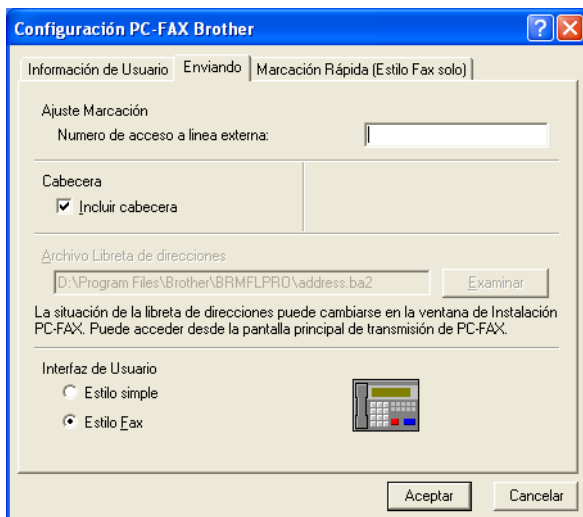 Configuración PC-FAX Brother
Información de Usuario Enviando Marcación Rápida (Estilo Fax solo)
Ajuste Marcación
Numero de acceso a linea externa:
Cabecera
Incluir cabecera
Archivo Libreta de direcciones
D:\Program Files\Brother\BRMFLPRO\address.ba2 Examinar
La situación de la libreta de direcciones puede cambiarse en la ventana de Instalación
PC-FAX. Puede acceder desde la pantalla principal de transmisión de PC-FAX.
Interfaz de Usuario
Estilo simple
Estilo Fax
Aceptar Cancelar